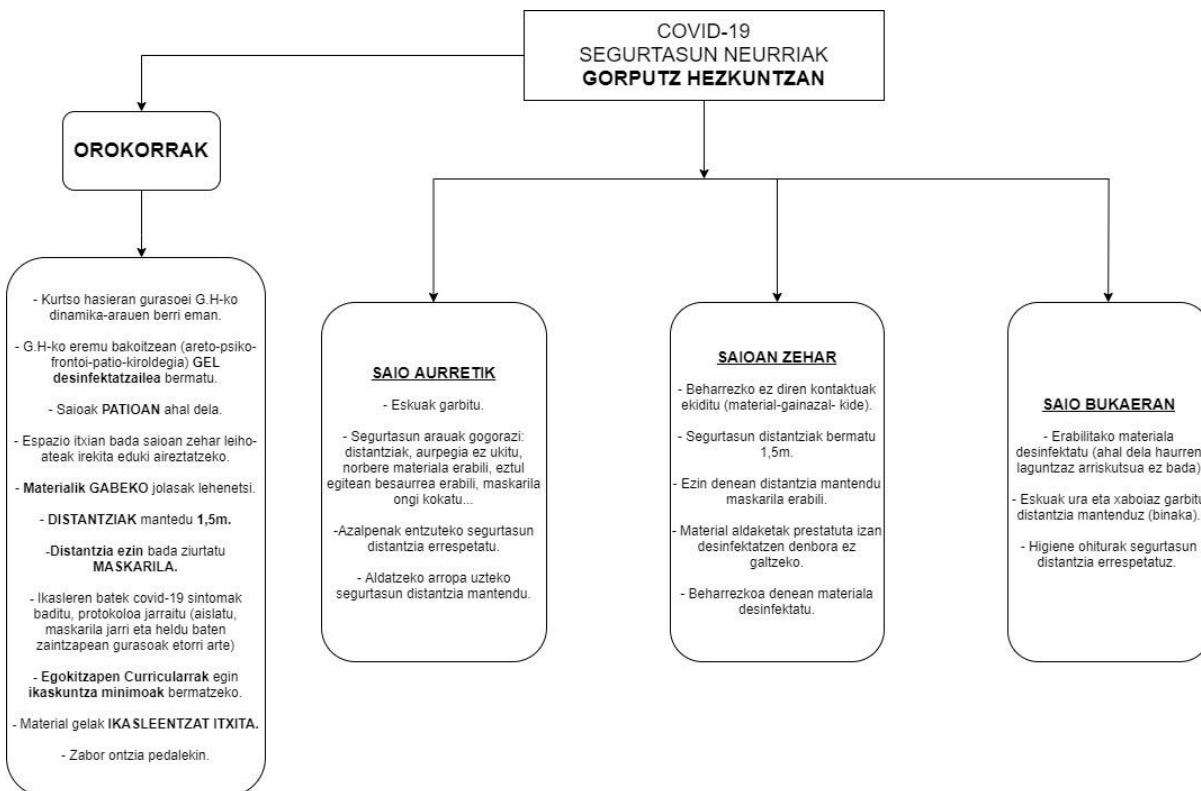 COVID-19
SEGURTASUN NEURRIAK
GORPUTZ HEZKUNTZAN
OROKORRAK
- Kurtso hasieran gurasoei G.H-ko
dinamika-arauen berri eman.
- G.H-ko eremu bakoitzean (areto-psiko-
frontoi-patio-kiroldegia) GEL
desinfektatzailea bermatu.
- Saioak PATIOAN ahal dela.
- Espazio itxian bada saioan zehar leiho-
ateak irekita eduki aireztatzeko.
- Materialik GABEKO jolasak lehenetsi.
- DISTANTZIAK mantedu 1,5m.
-Distantzia ezin bada ziurtatu
MASKARILA.
- Ikasleren batek covid-19 sintomak
baditu, protokoloa jarraitu (aislatu,
maskarila jarri eta heldu baten
zaintzapean gurasoak etorri arte)
- Egokitzapen Curricularrak egin
ikaskuntza minimoak bermatzeko.
- Material gelak IKASLEENTZAT ITXITA.
- Zabor ontzia pedalekin.
SAIO AURRETIK
- Eskuak garbitu.
- Segurtasun arauak gogorazi:
distantziak, aurpegia ez ukitu,
norbere materiala erabili, eztul
egitean besaurrea erabili, maskarila
ongi kokatu...
-Azalpenak entzuteko segurtasun
distantzia errespetatu.
- Aldatzeko arropa uzteko
segurtasun distantzia mantendu.
SAIOAN ZEHAR
- Beharrezko ez diren kontaktuak
ekiditu (material-gainazal- kide).
- Segurtasun distantziak bermatu
1,5m.
- Ezin denean distantzia mantendu
maskarila erabili.
- Material aldaketak prestatuta izan
desinfektatzen denbora ez
galtzeko.
- Beharrezkoa denean materiala
desinfektatu.
SAIO BUKAERAN
- Erabilitako materiala
desinfektatu (ahal dela haurren
laguntzaz arriskutsua ez bada)
- Eskuak ura eta xaboiaz garbitu
distantzia mantenduz (binaka).
- Higiene ohiturak segurtasun
distantzia errespetatuz.